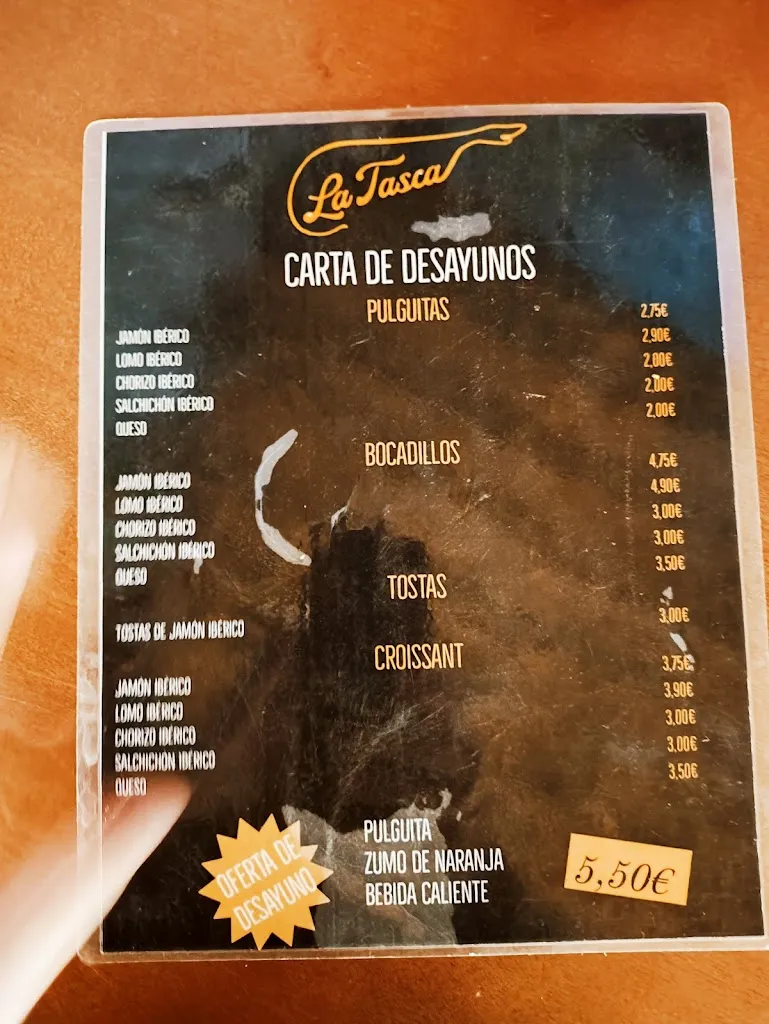 La Tasca
CARTA DE DESAYUNOS
PULGUITAS
JAMÓN IBÉRICO 2,75€
LOMO IBÉRICO 2,90€
CHORIZO IBÉRICO 2,00€
SALCHICHÓN IBÉRICO 2,00€
QUESO 2,00€
BOCADILLOS
JAMÓN IBÉRICO 4,75€
LOMO IBÉRICO 4,90€
CHORIZO IBÉRICO 3,00€
SALCHICHÓN IBÉRICO 3,00€
QUESO 3,50€
TOSTAS
TOSTAS DE JAMÓN IBÉRICO 3,00€
CROISSANT
JAMÓN IBÉRICO 3,75€
LOMO IBÉRICO 3,90€
CHORIZO IBÉRICO 3,00€
SALCHICHON IBÉRICO 3,00€
QUESO 3,50€
OFERTA DE
DESAYUNO
PULGUITA
ZUMO DE NARANJA
BEBIDA CALIENTE
5,50€